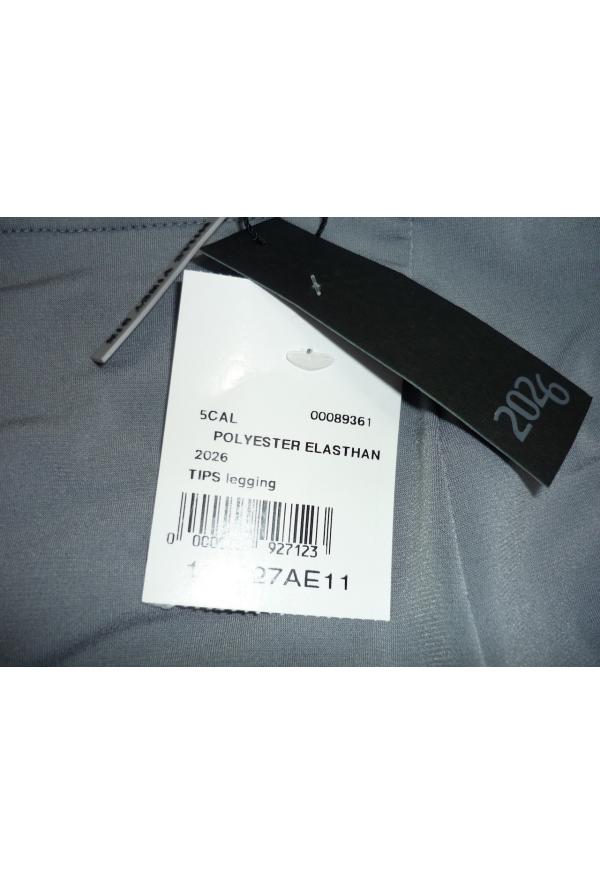 5CAL 00089361
POLYESTER ELASTHAN
2026
TIPS legging
927123
2026